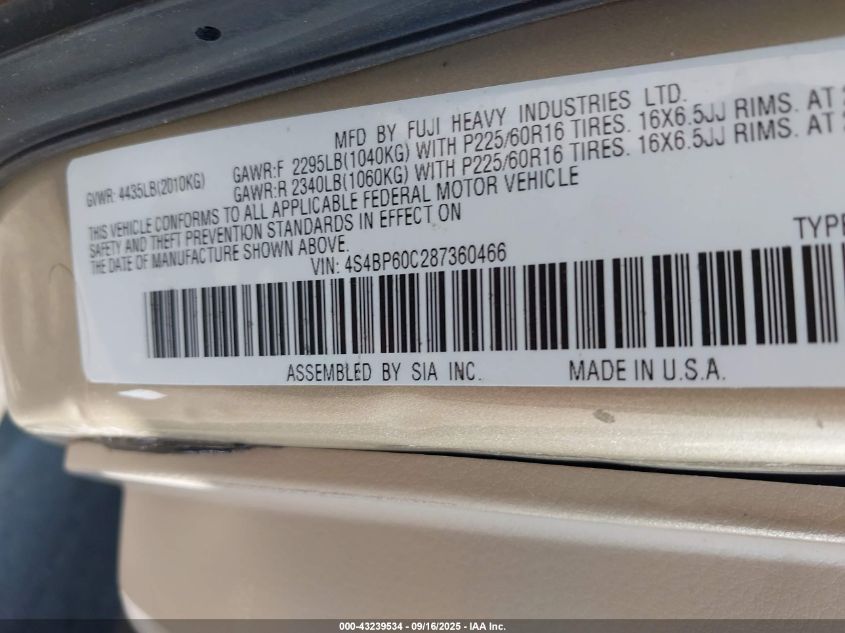 MFD BY FUJI HEAVY INDUSTRIES LTD.
GVWR: 4435LB(2010KG)
GAWR:F 2295LB(1040KG) WITH P225/60R16 TIRES. 16X6.5JJ RIMS. AT
GAWR:R 2340LB(1060KG) WITH P225/60R16 TIRES. 16X6.5JJ RIMS. AT
THIS VEHICLE CONFORMS TO ALL APPLICABLE FEDERAL MOTOR VEHICLE
SAFETY AND THEFT PREVENTION STANDARDS IN EFFECT ON
THE DATE OF MANUFACTURE SHOWN ABOVE.
VIN: 4S4BP60C287360466
TYPE
ASSEMBLED BY SIA INC. MADE IN U.S.A.
000-43239534 - 09/16/2025 - IAA Inc.